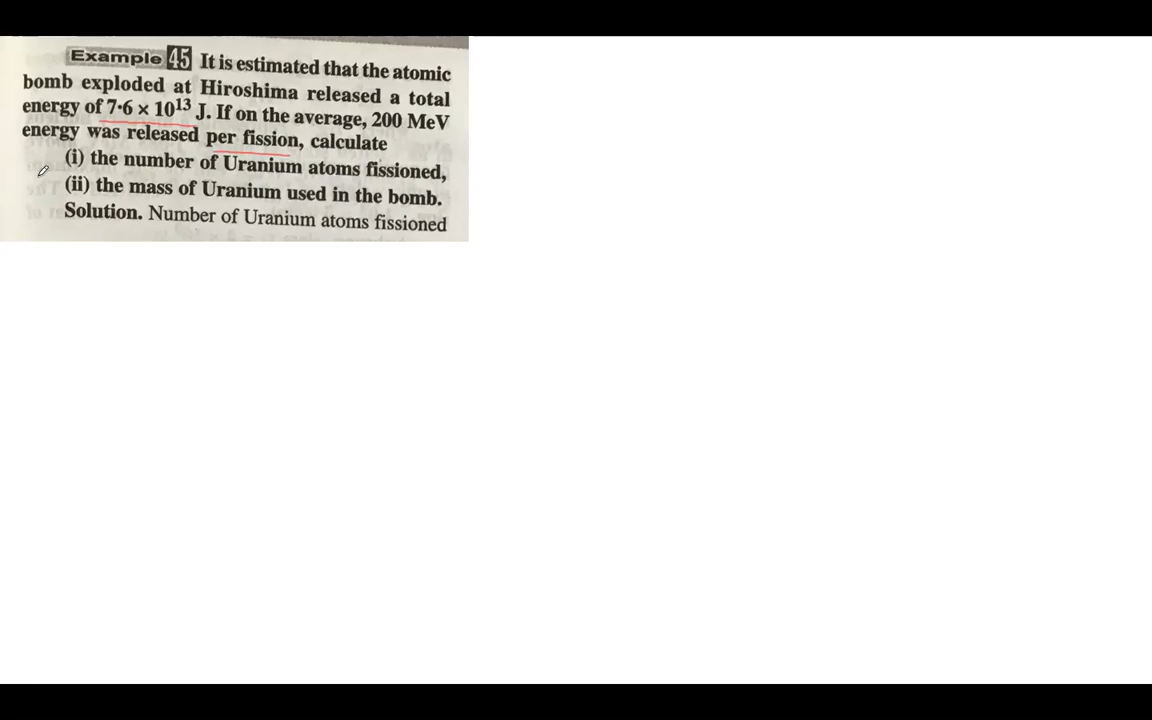 Example 45 It is estimated that the atomic
bomb exploded at Hiroshima released a total
energy of 7·6 × 10¹³ J. If on the average, 200 MeV
energy was released per fission, calculate
(i) the number of Uranium atoms fissioned,
(ii) the mass of Uranium used in the bomb.
Solution. Number of Uranium atoms fissioned